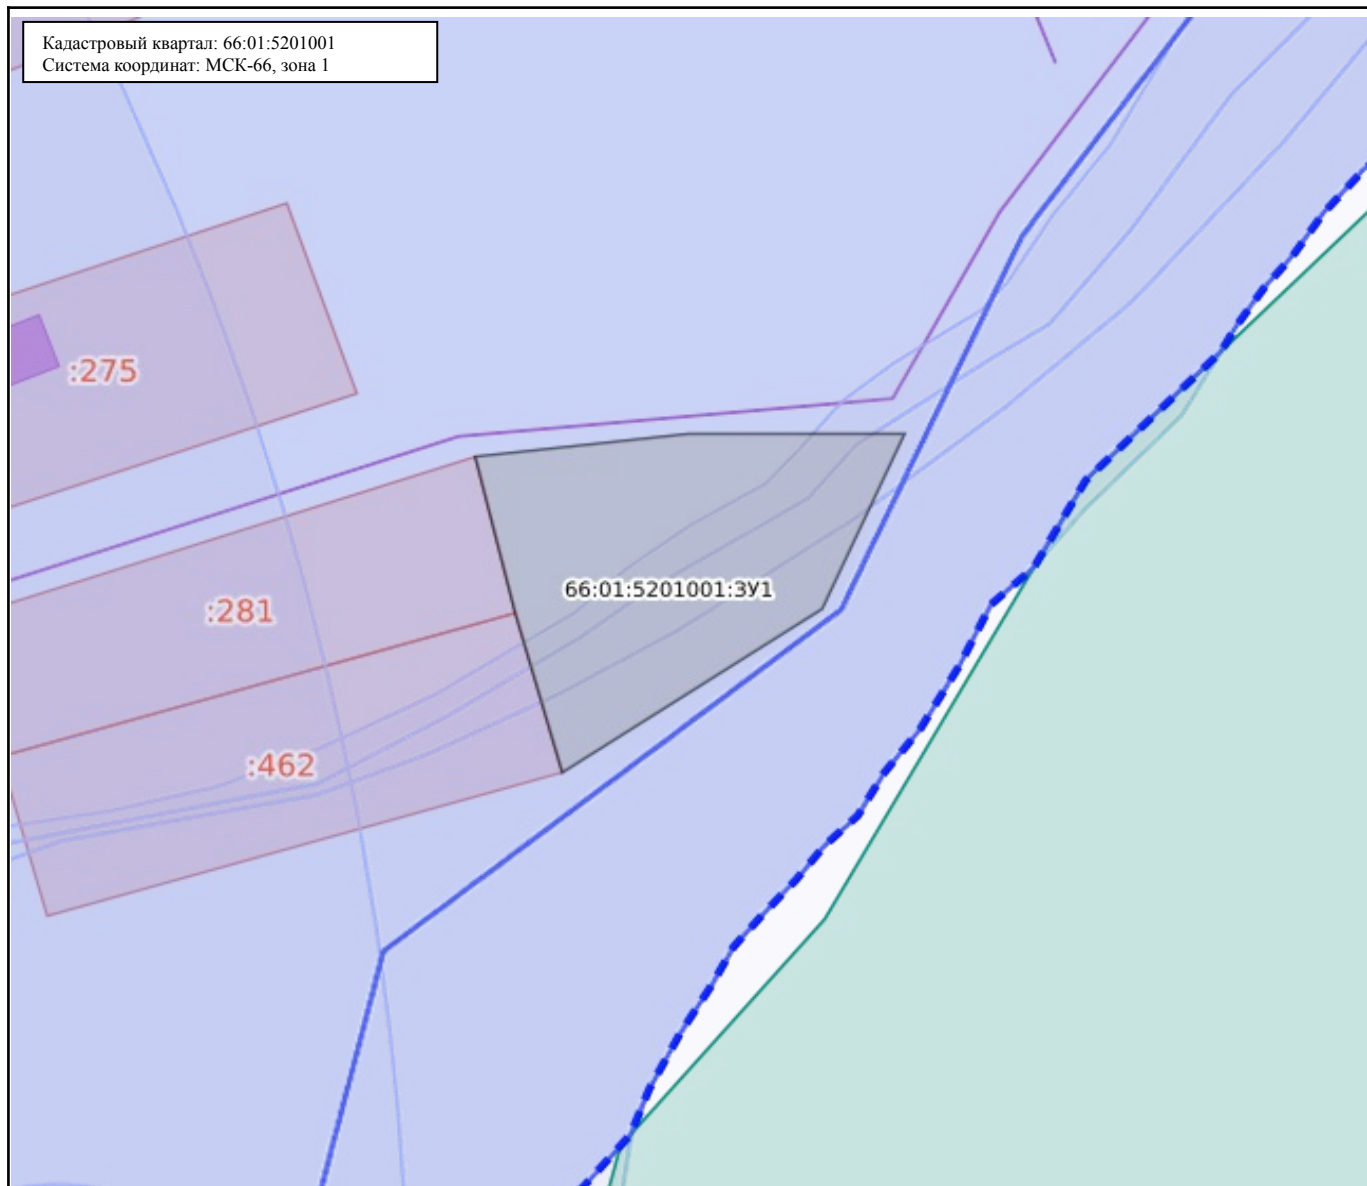 Кадастровый квартал: 66:01:5201001
Система координат: МСК-66, зона 1
:275
66:01:5201001:ЗУ1
:281
:462